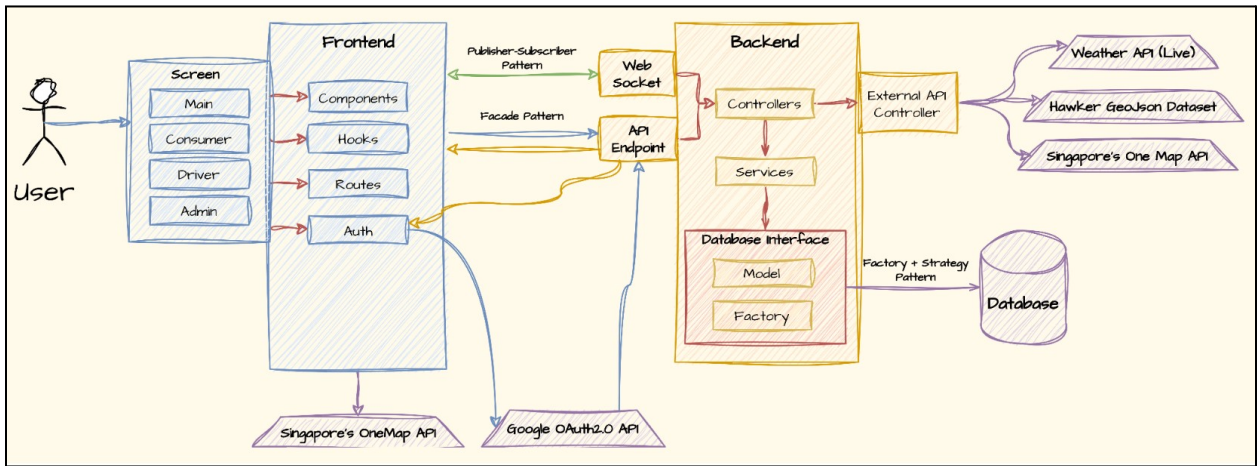 User
Screen
Main
Consumer
Driver
Admin
Frontend
Components
Hooks
Routes
Auth
Publisher-Subscriber
Pattern
Facade Pattern
Web
Socket
API
Endpoint
Backend
Controllers
Services
Database Interface
Model
Factory
External API
Controller
Weather API (Live)
Hawker GeoJson Dataset
Singapore's One Map API
Factory + Strategy
Pattern
Database
Singapore's OneMap API
Google OAuth2.0 API